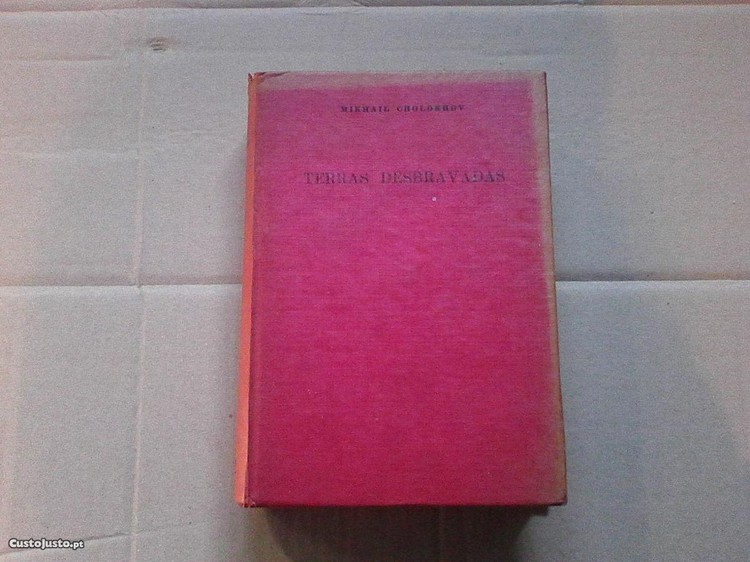 MIKHAIL CHOLOKHOV
TERRAS DESBRAVADAS
CustoJusto.pt